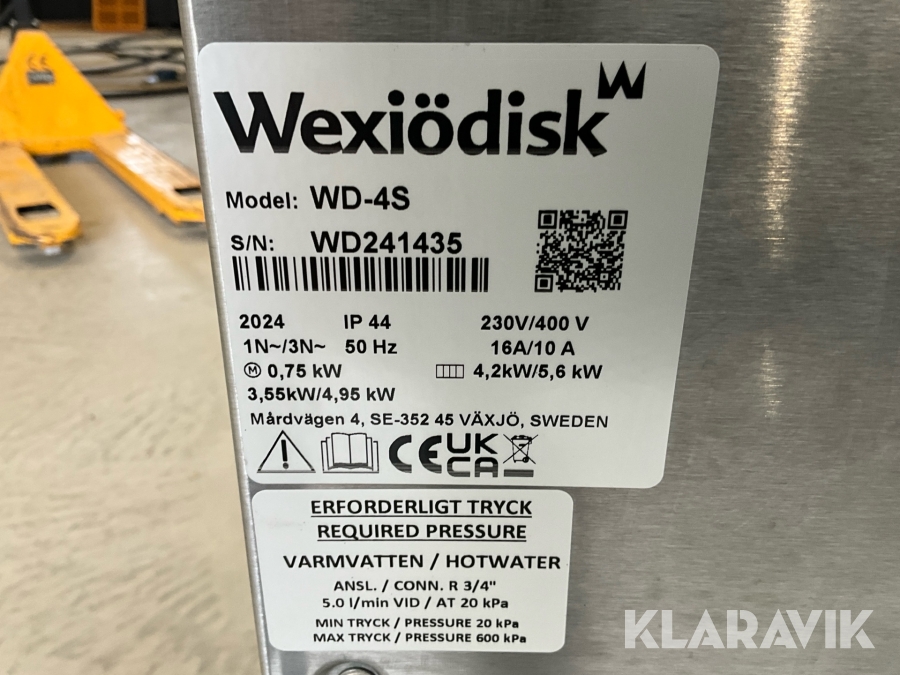 Wexiödisk
Model: WD-4S
S/N: WD241435
2024 IP 44 230V/400 V
1N~/3N~ 50 Hz 16A/10 A
M 0,75 kW 4,2kW/5,6 kW
3,55kW/4,95 kW
Mårdvägen 4, SE-352 45 VÄXJÖ, SWEDEN
CE UK CA
ERFORDERLIGT TRYCK
REQUIRED PRESSURE
VARMVATTEN / HOTWATER
ANSL. / CONN. R 3/4"
5.0 l/min VID / AT 20 kPa
MIN TRYCK / PRESSURE 20 kPa
MAX TRYCK / PRESSURE 600 kPa
KLARAVIK
CE